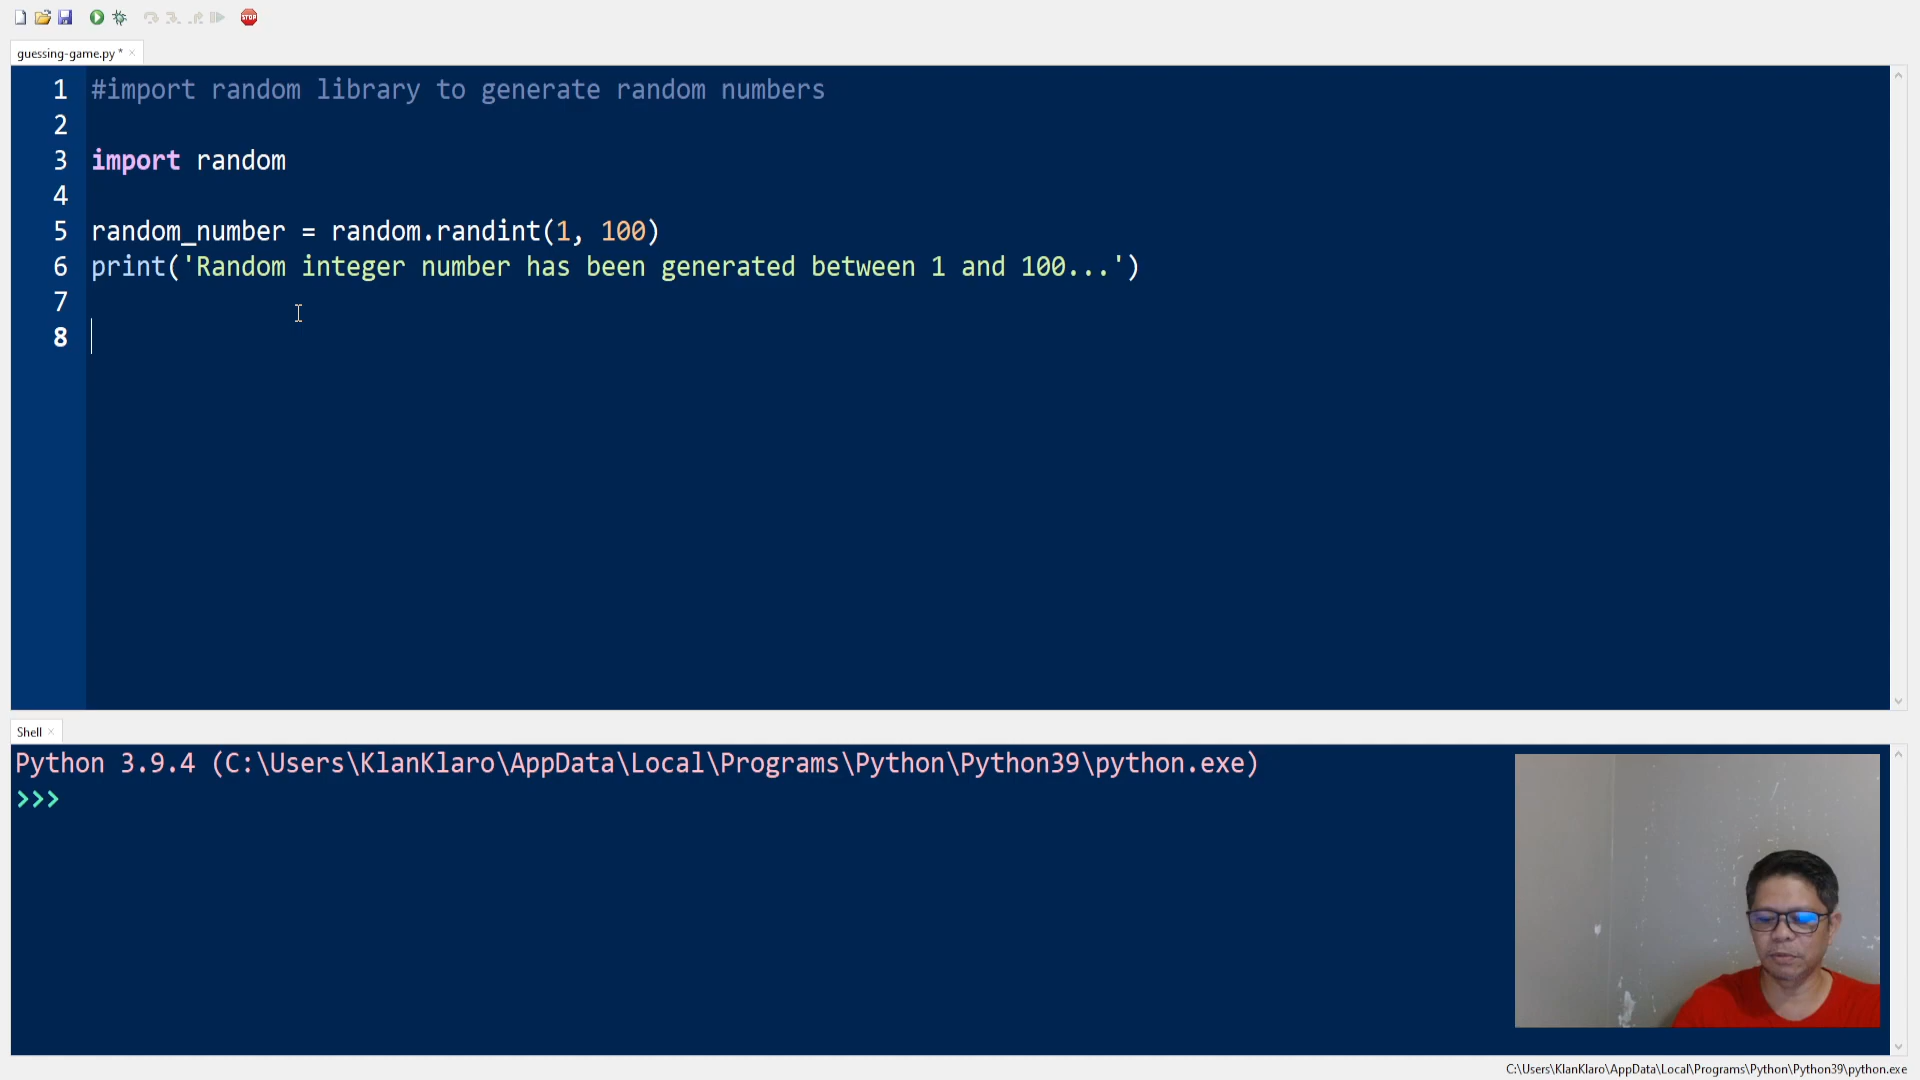 STOP
guessing-game.py *
1 #import random library to generate random numbers
2
3 import random
4
5 random_number = random.randint(1, 100)
6 print('Random integer number has been generated between 1 and 100...')
7
8
Shell
Python 3.9.4 (C:\Users\KlanKlaro\AppData\Local\Programs\Python\Python39\python.exe)
>>>
C:\Users\KlanKlaro\AppData\Local\Programs\Python\Python39\python.exe